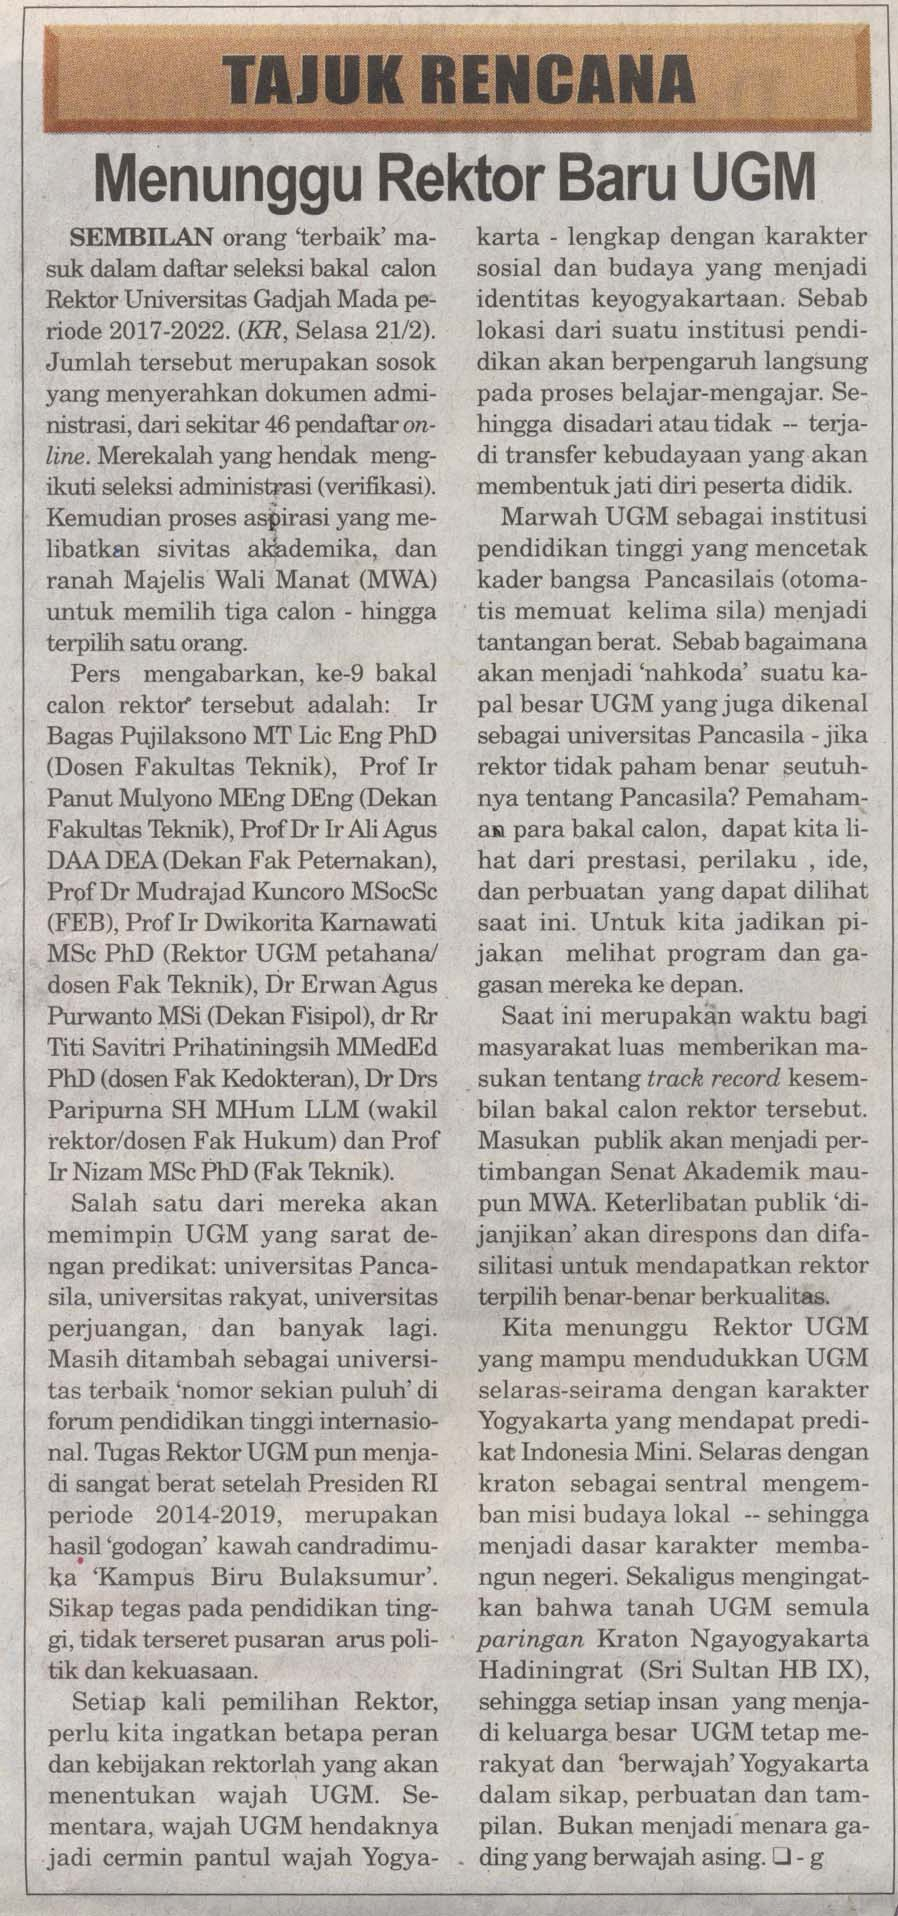 TAJUK RENCANA
Menunggu Rektor Baru UGM
SEMBILAN orang ‘terbaik’ ma-
suk dalam daftar seleksi bakal calon
Rektor Universitas Gadjah Mada pe-
riode 2017-2022. (KR, Selasa 21/2).
Jumlah tersebut merupakan sosok
yang menyerahkan dokumen admi-
nistrasi, dari sekitar 46 pendaftar on-
line. Merekalah yang hendak meng-
ikuti seleksi administrasi (verifikasi).
Kemudian proses aspirasi yang me-
libatkan sivitas akademika, dan
ranah Majelis Wali Manat (MWA)
untuk memilih tiga calon - hingga
terpilih satu orang.
Pers mengabarkan, ke-9 bakal
calon rektor tersebut adalah: Ir
Bagas Pujilaksono MT Lic Eng PhD
(Dosen Fakultas Teknik), Prof Ir
Panut Mulyono MEng DEng (Dekan
Fakultas Teknik), Prof Dr Ir Ali Agus
DAA DEA (Dekan Fak Peternakan),
Prof Dr Mudrajad Kuncoro MSocSc
(FEB), Prof Ir Dwikorita Karnawati
MSc PhD (Rektor UGM petahana/
dosen Fak Teknik), Dr Erwan Agus
Purwanto MSi (Dekan Fisipol), dr Rr
Titi Savitri Prihatiningsih MMedEd
PhD (dosen Fak Kedokteran), Dr Drs
Paripurna SH MHum LLM (wakil
rektor/dosen Fak Hukum) dan Prof
Ir Nizam MSc PhD (Fak Teknik).
Salah satu dari mereka akan
memimpin UGM yang sarat de-
ngan predikat: universitas Panca-
sila, universitas rakyat, universitas
perjuangan, dan banyak lagi.
Masih ditambah sebagai universi-
tas terbaik ‘nomor sekian puluh’ di
forum pendidikan tinggi internasio-
nal. Tugas Rektor UGM pun menja-
di sangat berat setelah Presiden RI
periode 2014-2019, merupakan
hasil ‘godogan’ kawah candradimu-
ka ‘Kampus Biru Bulaksumur’.
Sikap tegas pada pendidikan ting-
gi, tidak terseret pusaran arus poli-
tik dan kekuasaan.
Setiap kali pemilihan Rektor,
perlu kita ingatkan betapa peran
dan kebijakan rektorlah yang akan
menentukan wajah UGM. Se-
mentara, wajah UGM hendaknya
jadi cermin pantul wajah Yogya-
karta - lengkap dengan karakter
sosial dan budaya yang menjadi
identitas keyogyakartaan. Sebab
lokasi dari suatu institusi pendi-
dikan akan berpengaruh langsung
pada proses belajar-mengajar. Se-
hingga disadari atau tidak -- terja-
di transfer kebudayaan yang akan
membentuk jati diri peserta didik.
Marwah UGM sebagai institusi
pendidikan tinggi yang mencetak
kader bangsa Pancasilais (otoma-
tis memuat kelima sila) menjadi
tantangan berat. Sebab bagaimana
akan menjadi ‘nahkoda’ suatu ka-
pal besar UGM yang juga dikenal
sebagai universitas Pancasila - jika
rektor tidak paham benar seutuh-
nya tentang Pancasila? Pemaham-
an para bakal calon, dapat kita li-
hat dari prestasi, perilaku , ide,
dan perbuatan yang dapat dilihat
saat ini. Untuk kita jadikan pi-
jakan melihat program dan ga-
gasan mereka ke depan.
Saat ini merupakan waktu bagi
masyarakat luas memberikan ma-
sukan tentang track record kesem-
bilan bakal calon rektor tersebut.
Masukan publik akan menjadi per-
timbangan Senat Akademik mau-
pun MWA. Keterlibatan publik ‘di-
janjikan’ akan direspons dan difa-
silitasi untuk mendapatkan rektor
terpilih benar-benar berkualitas.
Kita menunggu Rektor UGM
yang mampu mendudukkan UGM
selaras-seirama dengan karakter
Yogyakarta yang mendapat predi-
kat Indonesia Mini. Selaras dengan
kraton sebagai sentral mengem-
ban misi budaya lokal -- sehingga
menjadi dasar karakter memba-
ngun negeri. Sekaligus mengingat-
kan bahwa tanah UGM semula
paringan Kraton Ngayogyakarta
Hadiningrat (Sri Sultan HB IX),
sehingga setiap insan yang menja-
di keluarga besar UGM tetap me-
rakyat dan ‘berwajah’ Yogyakarta
dalam sikap, perbuatan dan tam-
pilan. Bukan menjadi menara ga-
ding yang berwajah asing. ❑ - g